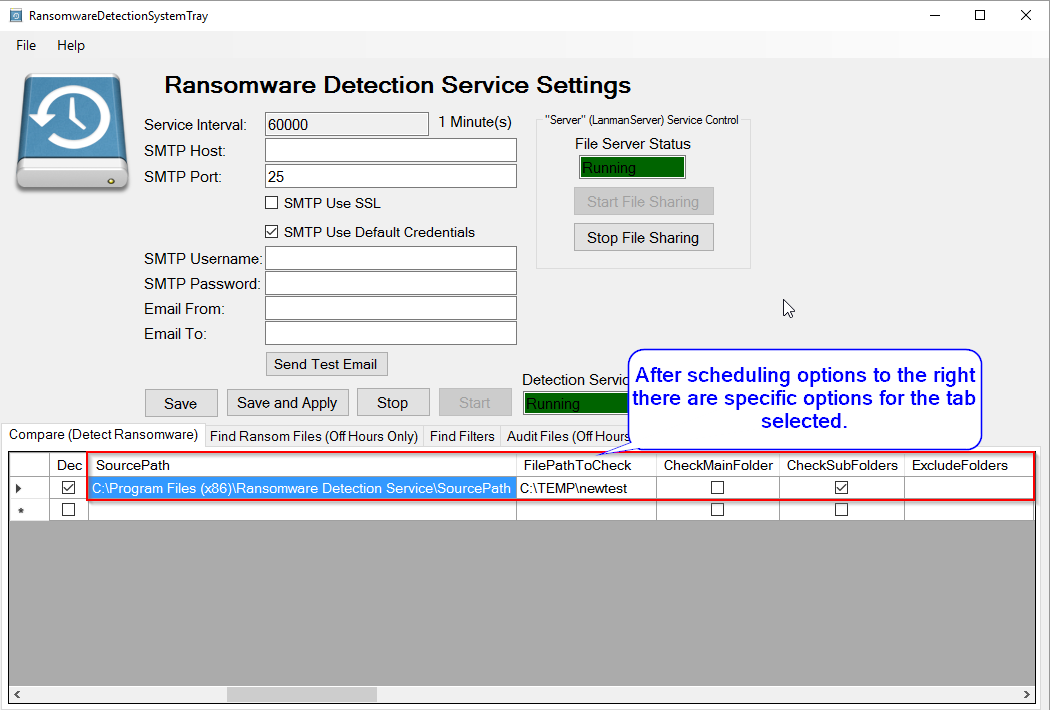 RansomwareDetectionSystemTray
File Help
Ransomware Detection Service Settings
Service Interval: 60000 1 Minute(s)
SMTP Host:
SMTP Port: 25
SMTP Use SSL
SMTP Use Default Credentials
SMTP Username:
SMTP Password:
Email From:
Email To:
Send Test Email
"Server" (LanmanServer) Service Control
File Server Status
Running
Start File Sharing
Stop File Sharing
Detection Servic
Save Save and Apply Stop Start Running
After scheduling options to the right
there are specific options for the tab
selected.
Compare (Detect Ransomware) Find Ransom Files (Off Hours Only) Find Filters Audit Files (Off Hours
Dec SourcePath FilePathToCheck CheckMainFolder CheckSubFolders ExcludeFolders
C:\Program Files (x86)\Ransomware Detection Service\SourcePath C:\TEMP\newtest